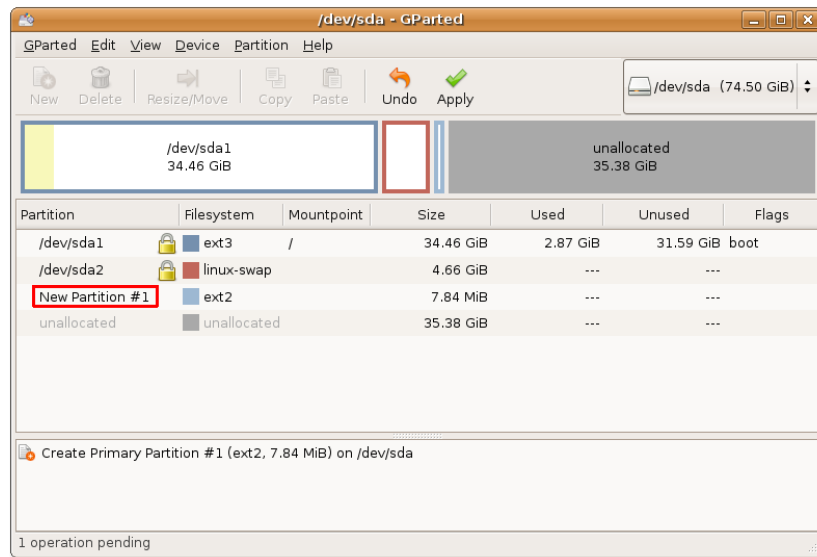 /dev/sda - GParted
GParted Edit View Device Partition Help
New Delete Resize/Move Copy Paste Undo Apply /dev/sda (74.50 GiB)
/dev/sda1 unallocated
34.46 GiB 35.38 GiB
Partition Filesystem Mountpoint Size Used Unused Flags
/dev/sda1 ext3 / 34.46 GiB 2.87 GiB 31.59 GiB boot
/dev/sda2 linux-swap 4.66 GiB --- ---
New Partition #1 ext2 7.84 MiB --- ---
unallocated unallocated 35.38 GiB --- ---
Create Primary Partition #1 (ext2, 7.84 MiB) on /dev/sda
1 operation pending